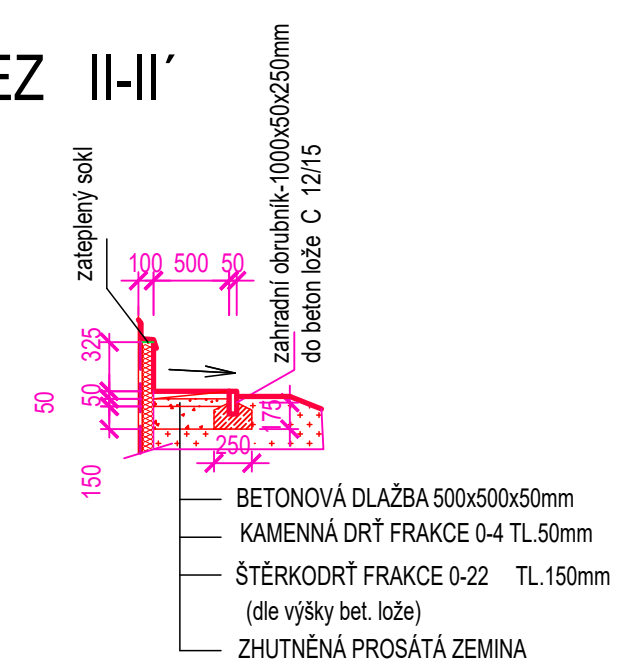 EZ II-II´
zateplený sokl
zahradní obrubník-1000x50x250mm
do beton lože C 12/15
100 500 50
325
50
50
150
175
250
BETONOVÁ DLAŽBA 500x500x50mm
KAMENNÁ DRŤ FRAKCE 0-4 TL.50mm
ŠTĚRKODRŤ FRAKCE 0-22 TL.150mm
(dle výšky bet. lože)
ZHUTNĚNÁ PROSÁTÁ ZEMINA